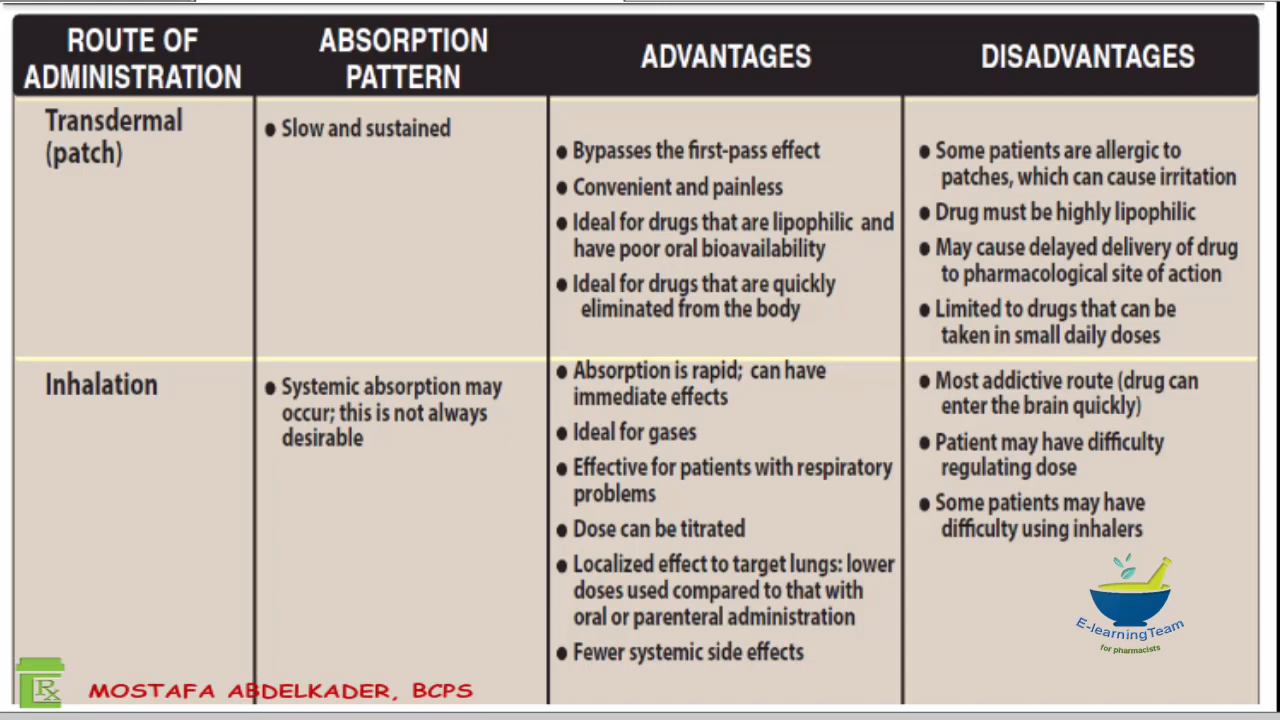 ROUTE OF
ADMINISTRATION
ABSORPTION
PATTERN
ADVANTAGES
DISADVANTAGES
Transdermal
(patch)
● Slow and sustained
● Bypasses the first-pass effect
● Convenient and painless
● Ideal for drugs that are lipophilic and
have poor oral bioavailability
● Ideal for drugs that are quickly
eliminated from the body
● Some patients are allergic to
patches, which can cause irritation
● Drug must be highly lipophilic
● May cause delayed delivery of drug
to pharmacological site of action
● Limited to drugs that can be
taken in small daily doses
Inhalation
● Systemic absorption may
occur; this is not always
desirable
● Absorption is rapid; can have
immediate effects
● Ideal for gases
● Effective for patients with respiratory
problems
● Dose can be titrated
● Localized effect to target lungs: lower
doses used compared to that with
oral or parenteral administration
● Fewer systemic side effects
● Most addictive route (drug can
enter the brain quickly)
● Patient may have difficulty
regulating dose
● Some patients may have
difficulty using inhalers
E-learningTeam
for pharmacists
Rx
MOSTAFA ABDELKADER, BCPS